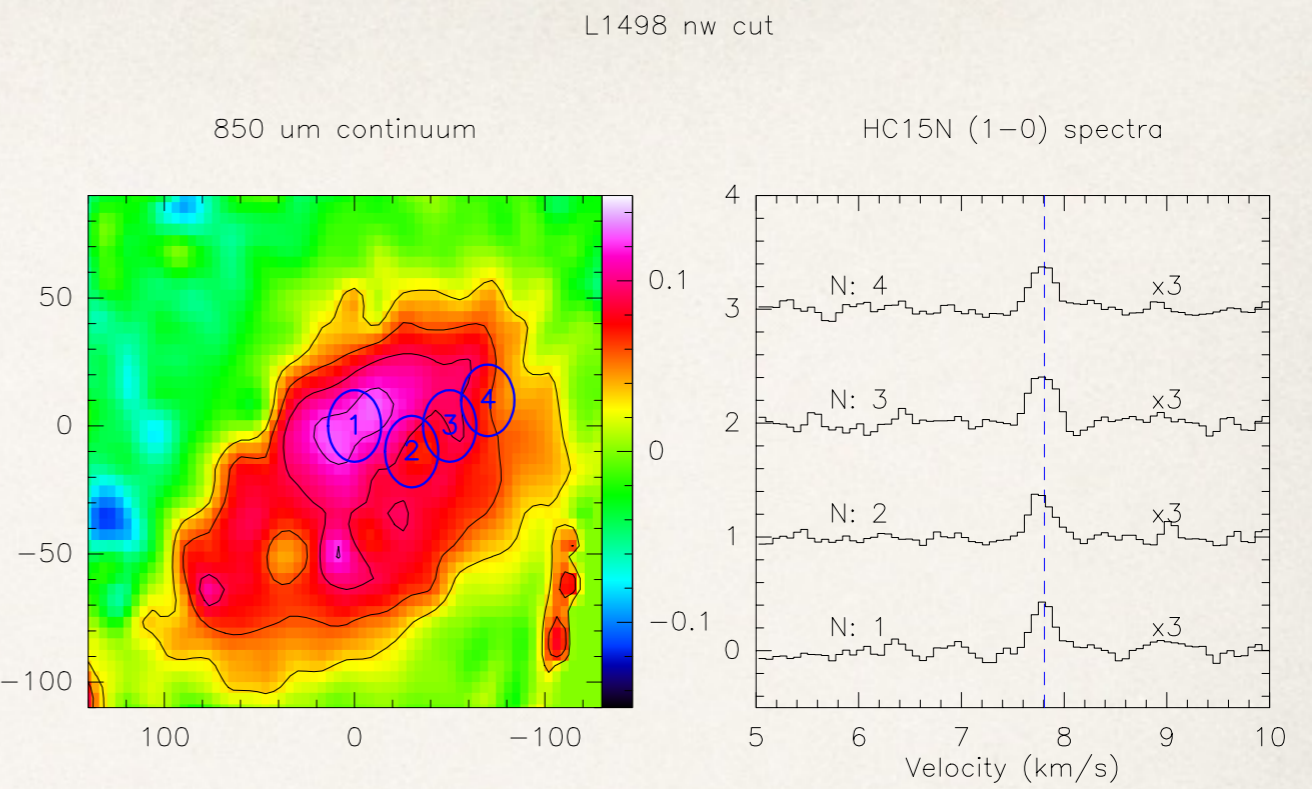 L1498 nw cut
850 um continuum
50
0
−50
−100
100
0
−100
0.1
0
−0.1
1
2
3
4
HC15N (1−0) spectra
4
3
2
1
0
N: 4 x3
N: 3 x3
N: 2 x3
N: 1 x3
5 6 7 8 9 10
Velocity (km/s)